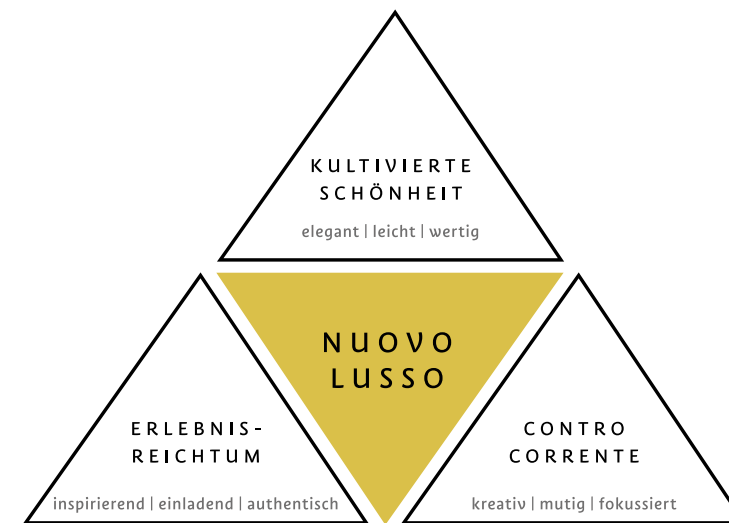 KULTIVIERTE
SCHÖNHEIT
elegant | leicht | wertig
NUOVO
LUSSO
ERLEBNIS-
REICHTUM
inspirierend | einladend | authentisch
CONTRO
CORRENTE
kreativ | mutig | fokussiert